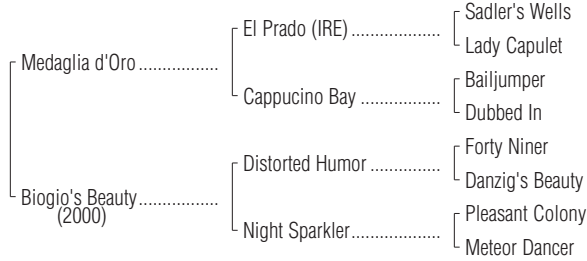 Sadler's Wells
El Prado (IRE) ....................
Lady Capulet
Medaglia d'Oro ................
Bailjumper
Cappucino Bay ..................
Dubbed In
Forty Niner
Distorted Humor ................
Danzig's Beauty
Biogio's Beauty ................
(2000)
Pleasant Colony
Night Sparkler ...................
Meteor Dancer